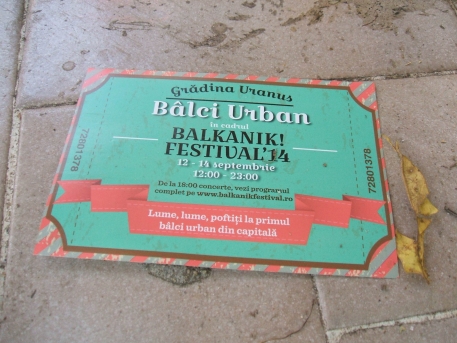 Grădina Uranus
Bâlci Urban
în cadrul
BALKANIK!
FESTIVAL'14
12 - 14 septembrie
12:00 - 23:00
De la 18:00 concerte, vezi programul
complet pe www.balkanikfestival.ro
Lume, lume, poftiți la primul
bâlci urban din capitală
72801378
72801378